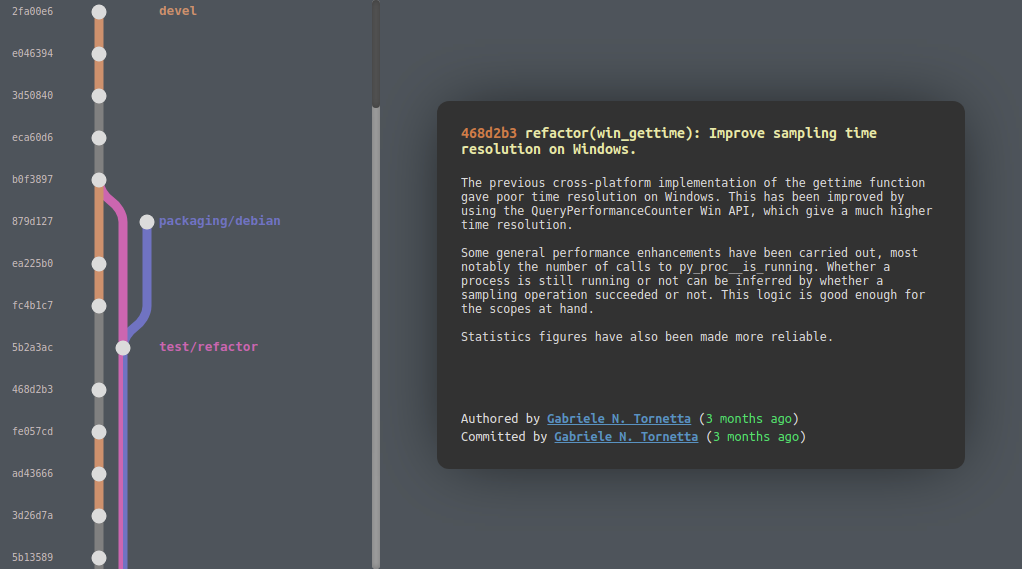 2fa00e6 devel
e046394
3d50840
eca60d6
b0f3897
879d127 packaging/debian
ea225b0
fc4b1c7
5b2a3ac test/refactor
468d2b3
fe057cd
ad43666
3d26d7a
5b13589
468d2b3 refactor(win_gettime): Improve sampling time
resolution on Windows.
The previous cross-platform implementation of the gettime function
gave poor time resolution on Windows. This has been improved by
using the QueryPerformanceCounter Win API, which give a much higher
time resolution.
Some general performance enhancements have been carried out, most
notably the number of calls to py_proc__is_running. Whether a
process is still running or not can be inferred by whether a
sampling operation succeeded or not. This logic is good enough for
the scopes at hand.
Statistics figures have also been made more reliable.
Authored by Gabriele N. Tornetta (3 months ago)
Committed by Gabriele N. Tornetta (3 months ago)